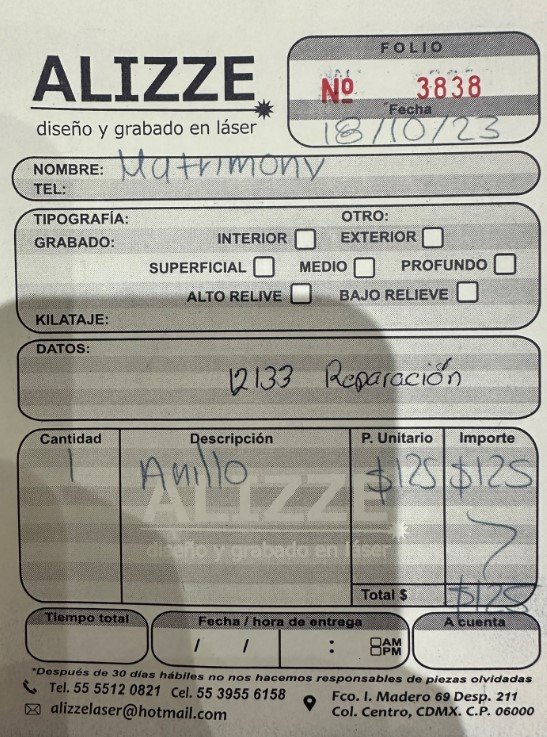 ALIZZE
diseño y grabado en láser
FOLIO
Nº 3838
Fecha
18/10/23
NOMBRE: Matrimony
TEL:
TIPOGRAFÍA: OTRO:
GRABADO: INTERIOR EXTERIOR
SUPERFICIAL MEDIO PROFUNDO
ALTO RELIVE BAJO RELIEVE
KILATAJE:
DATOS:
12133 Reparación
Cantidad Descripción P. Unitario Importe
1 Anillo $125 $125
ALIZZE
diseño y grabado en láser
Total $ $125
Tiempo total Fecha / hora de entrega A cuenta
/ / : AM
PM
*Después de 30 días hábiles no nos hacemos responsables de piezas olvidadas
Tel. 55 5512 0821 Cel. 55 3955 6158
alizzelaser@hotmail.com
Fco. I. Madero 69 Desp. 211
Col. Centro, CDMX. C.P. 06000